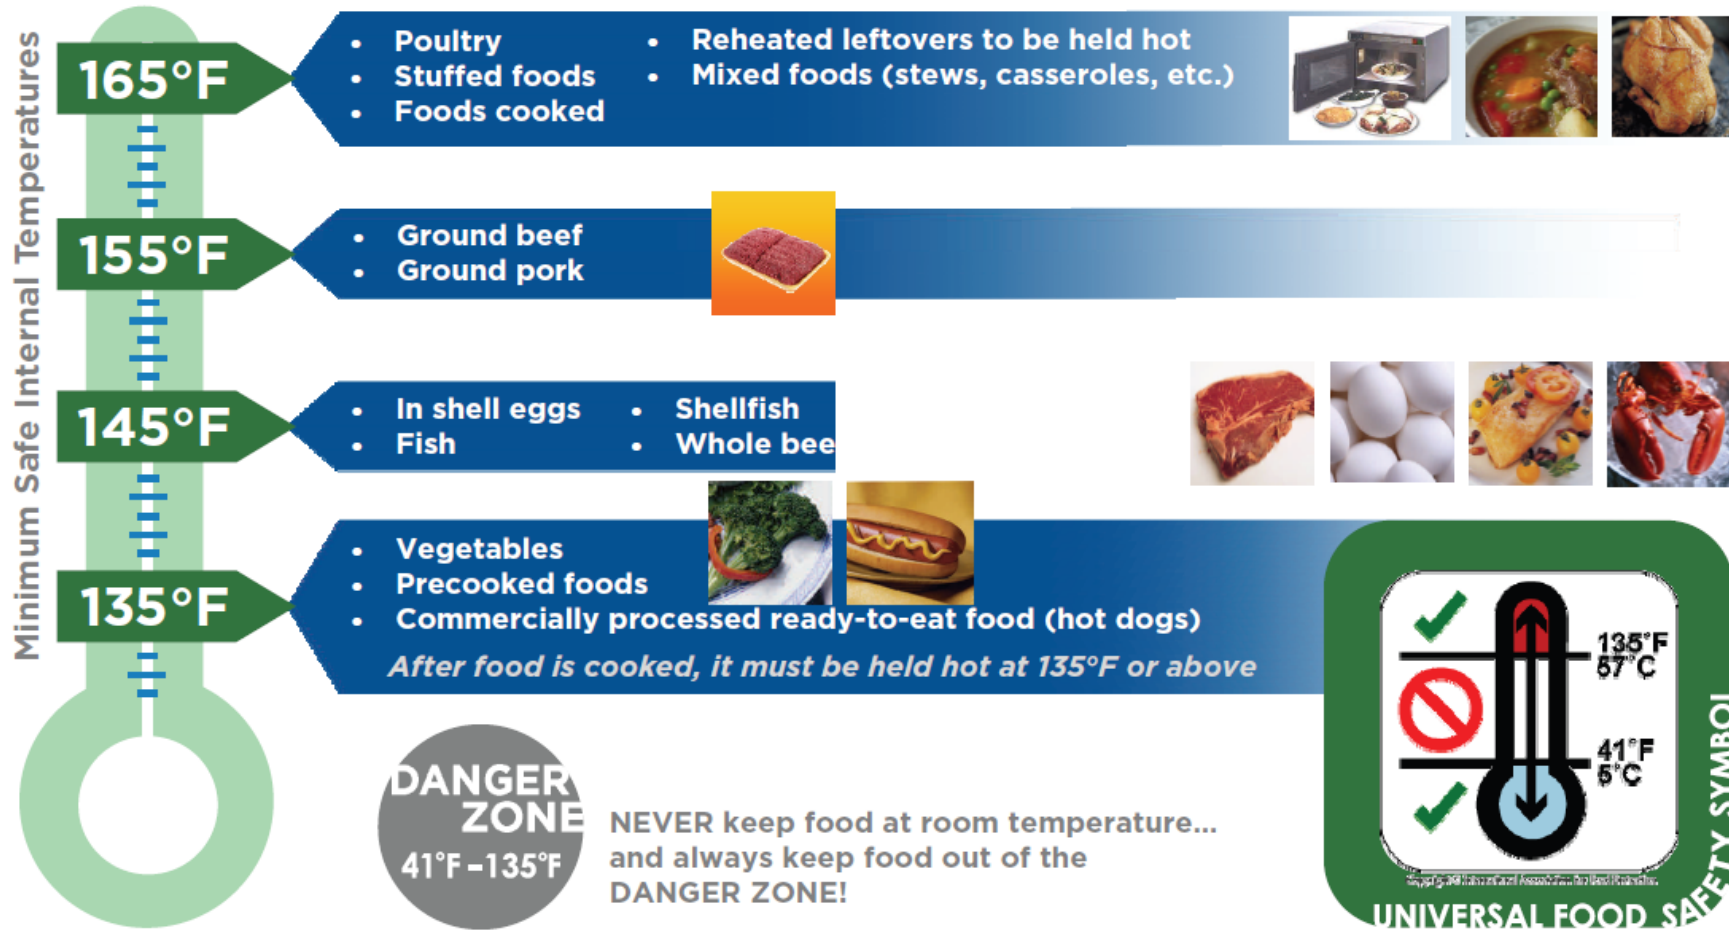 Minimum Safe Internal Temperatures
165°F
• Poultry
• Stuffed foods
• Foods cooked
• Reheated leftovers to be held hot
• Mixed foods (stews, casseroles, etc.)
155°F
• Ground beef
• Ground pork
145°F
• In shell eggs
• Fish
• Shellfish
• Whole bee
135°F
• Vegetables
• Precooked foods
• Commercially processed ready-to-eat food (hot dogs)
After food is cooked, it must be held hot at 135°F or above
DANGER
ZONE
41°F–135°F
NEVER keep food at room temperature...
and always keep food out of the
DANGER ZONE!
135°F
57°C
41°F
5°C
UNIVERSAL FOOD SAFETY SYMBOL